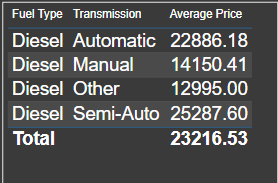 Fuel Type Transmission Average Price
Diesel Automatic 22886.18
Diesel Manual 14150.41
Diesel Other 12995.00
Diesel Semi-Auto 25287.60
Total 23216.53